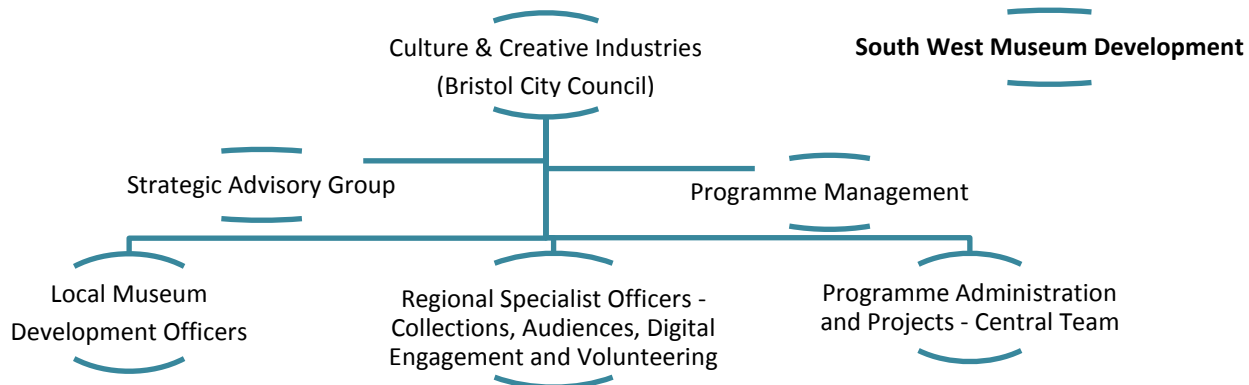 Culture & Creative Industries
(Bristol City Council)
South West Museum Development
Strategic Advisory Group
Programme Management
Local Museum
Development Officers
Regional Specialist Officers -
Collections, Audiences, Digital
Engagement and Volunteering
Programme Administration
and Projects - Central Team